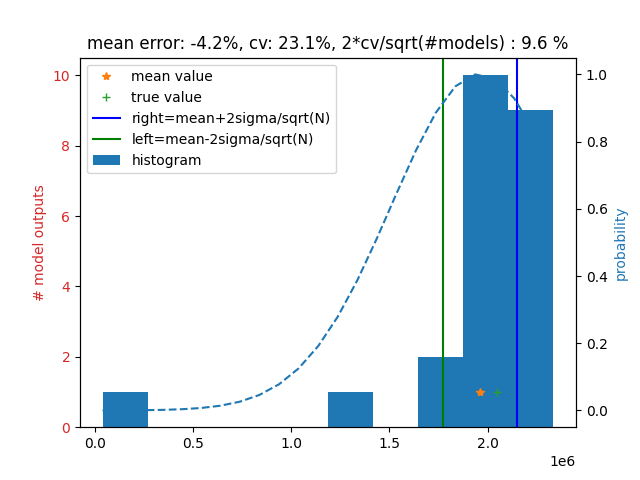 mean error: -4.2%, cv: 23.1%, 2*cv/sqrt(#models) : 9.6 %
mean value
true value
right=mean+2sigma/sqrt(N)
left=mean-2sigma/sqrt(N)
histogram
# model outputs
10
8
6
4
2
0
probability
1.0
0.8
0.6
0.4
0.2
0.0
0.0 0.5 1.0 1.5 2.0
1e6